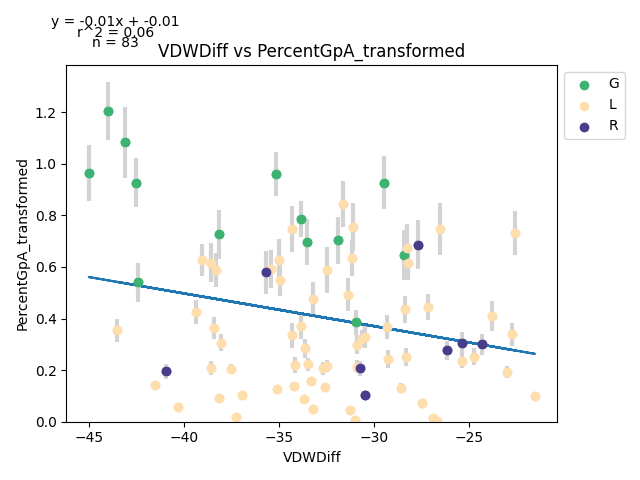 y = -0.01x + -0.01
r^2 = 0.06
n = 83
VDWDiff vs PercentGpA_transformed
PercentGpA_transformed
1.2
1.0
0.8
0.6
0.4
0.2
0.0
−45
−40
−35
−30
−25
VDWDiff
G
L
R